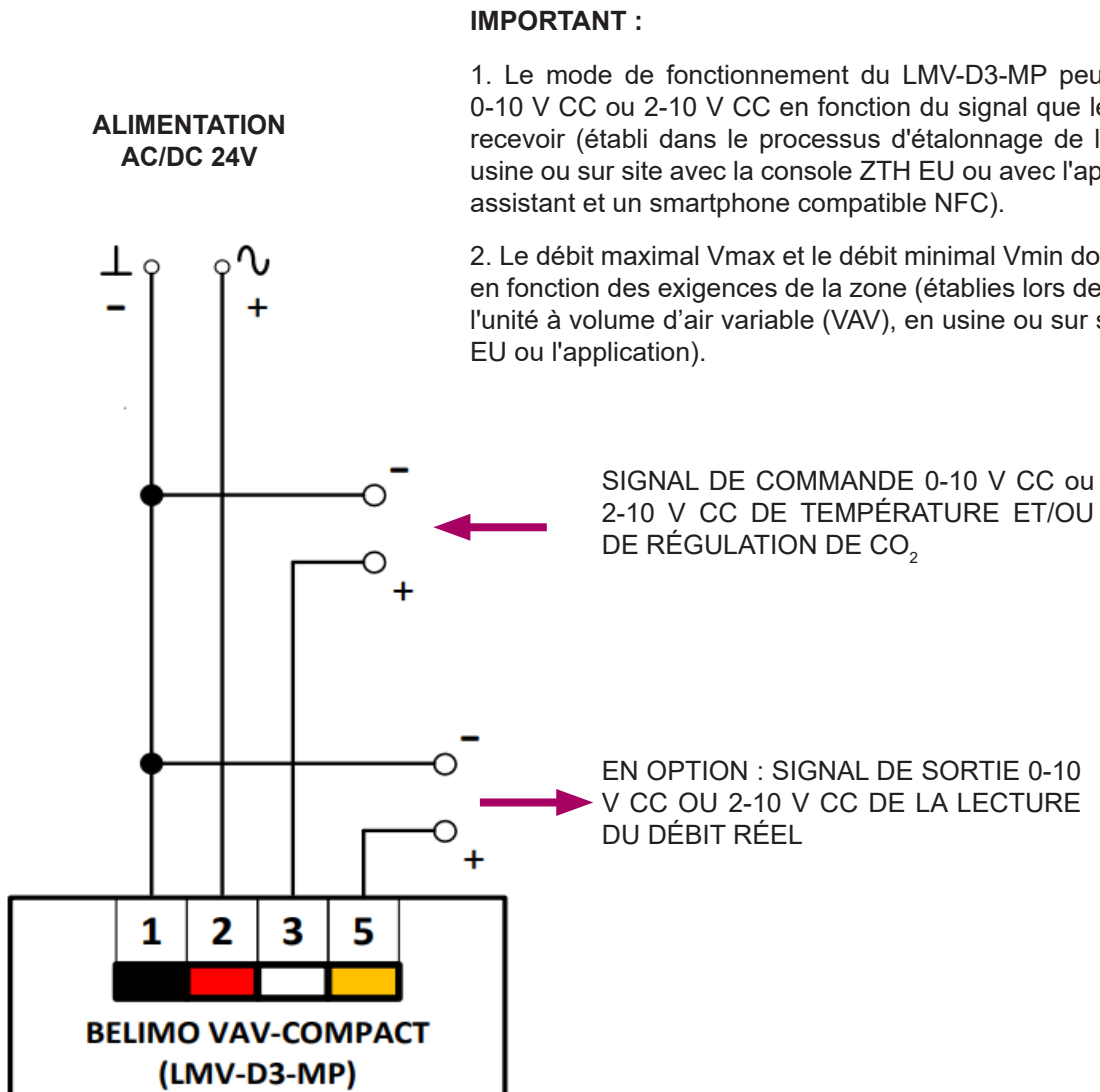 IMPORTANT :
1. Le mode de fonctionnement du LMV-D3-MP peu
0-10 V CC ou 2-10 V CC en fonction du signal que le
recevoir (établi dans le processus d'étalonnage de l
usine ou sur site avec la console ZTH EU ou avec l'ap
assistant et un smartphone compatible NFC).
2. Le débit maximal Vmax et le débit minimal Vmin do
en fonction des exigences de la zone (établies lors de
l'unité à volume d’air variable (VAV), en usine ou sur s
EU ou l'application).
ALIMENTATION
AC/DC 24V
- +
-
+
SIGNAL DE COMMANDE 0-10 V CC ou
2-10 V CC DE TEMPÉRATURE ET/OU
DE RÉGULATION DE CO₂
-
+
EN OPTION : SIGNAL DE SORTIE 0-10
V CC OU 2-10 V CC DE LA LECTURE
DU DÉBIT RÉEL
1 2 3 5
BELIMO VAV-COMPACT
(LMV-D3-MP)